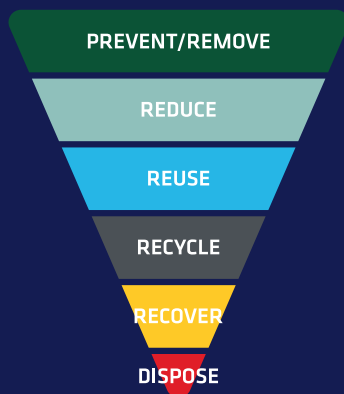 PREVENT/REMOVE
REDUCE
REUSE
RECYCLE
RECOVER
DISPOSE